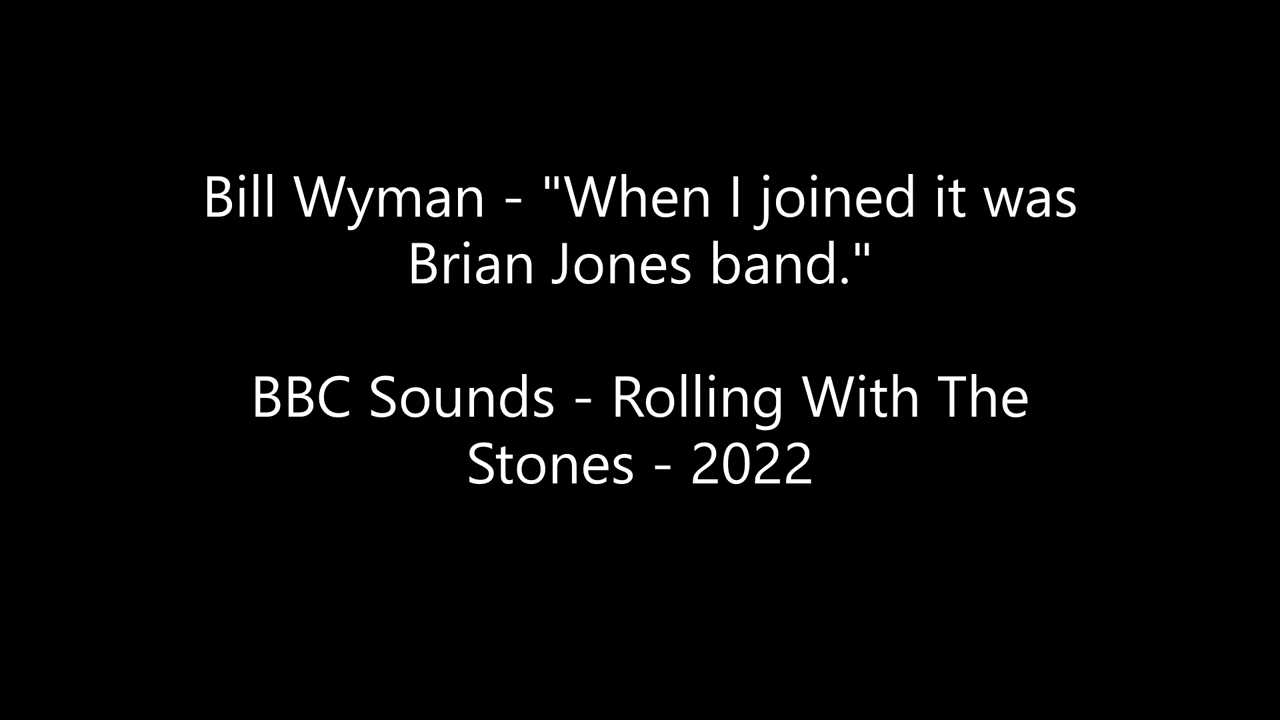 Bill Wyman - "When I joined it was
Brian Jones band."
BBC Sounds - Rolling With The
Stones - 2022